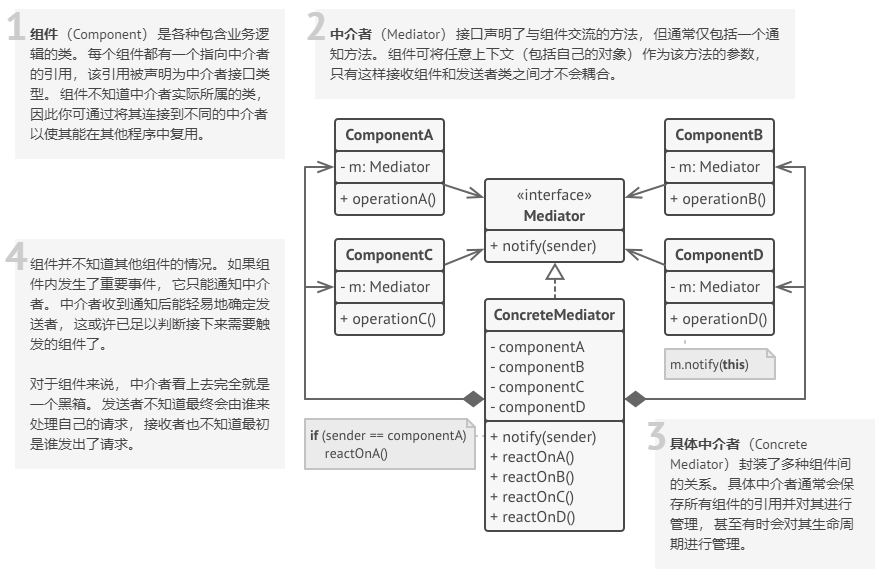 1
组件（Component）是各种包含业务逻
辑的类。 每个组件都有一个指向中介者
的引用，该引用被声明为中介者接口类
型。 组件不知道中介者实际所属的类，
因此你可通过将其连接到不同的中介者
以使其能在其他程序中复用。
2
中介者（Mediator）接口声明了与组件交流的方法，但通常仅包括一个通
知方法。 组件可将任意上下文（包括自己的对象） 作为该方法的参数，
只有这样接收组件和发送者类之间才不会耦合。
ComponentA
- m: Mediator
+ operationA()
«interface»
Mediator
+ notify(sender)
ComponentB
- m: Mediator
+ operationB()
ComponentC
- m: Mediator
+ operationC()
ComponentD
- m: Mediator
+ operationD()
m.notify(this)
ConcreteMediator
- componentA
- componentB
- componentC
- componentD
+ notify(sender)
+ reactOnA()
+ reactOnB()
+ reactOnC()
+ reactOnD()
if (sender == componentA)
reactOnA()
4
组件并不知道其他组件的情况。 如果组
件内发生了重要事件， 它只能通知中介
者。 中介者收到通知后能轻易地确定发
送者， 这或许已足以判断接下来需要触
发的组件了。
对于组件来说， 中介者看上去完全就是
一个黑箱。 发送者不知道最终会由谁来
处理自己的请求， 接收者也不知道最初
是谁发出了请求。
3
具体中介者（Concrete
Mediator） 封装了多种组件间
的关系。 具体中介者通常会保
存所有组件的引用并对其进行
管理， 甚至有时会对其生命周
期进行管理。